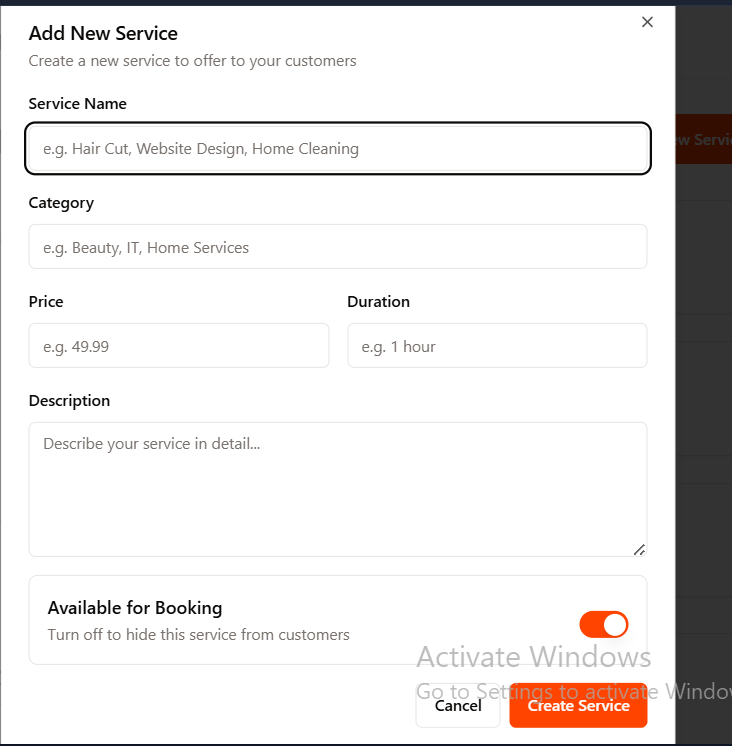 Add New Service
Create a new service to offer to your customers
Service Name
e.g. Hair Cut, Website Design, Home Cleaning
Category
e.g. Beauty, IT, Home Services
Price
Duration
e.g. 49.99
e.g. 1 hour
Description
Describe your service in detail...
Available for Booking
Turn off to hide this service from customers
Activate Windows
Go to Settings to activate Windo
Cancel
Create Service